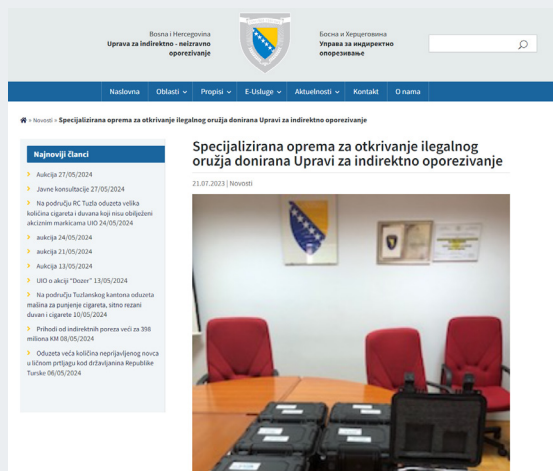 Bosna i Hercegovina
Uprava za indirektno - neizravno
oporezivanje
Босна и Херцеговина
Управа за индиректно
опорезивање
Naslovna
Oblasti
Propisi
E-Usluge
Aktuelnosti
Kontakt
O nama
» Novosti » Specijalizirana oprema za otkrivanje ilegalnog oružja donirana Upravi za indirektno oporezivanje
Najnoviji članci
Aukcija 27/05/2024
Javne konsultacije 27/05/2024
Na području RC Tuzla oduzeta velika
količina cigareta i duvana koji nisu obilježeni
akciznim markicama UIO 24/05/2024
aukcija 24/05/2024
aukcija 21/05/2024
Aukcija 13/05/2024
UIO o akciji "Dozer" 13/05/2024
Na području Tuzlanskog kantona oduzeta
mašina za punjenje cigareta, sitno rezani
duvan i cigarete 10/05/2024
Prihodi od indirektnih poreza veći za 398
miliona KM 08/05/2024
Oduzeta veća količina neprijavljenog novca
u ličnom prtljagu kod državljanina Republike
Turske 06/05/2024
Specijalizirana oprema za otkrivanje ilegalnog
oružja donirana Upravi za indirektno oporezivanje
21.07.2023 | Novosti